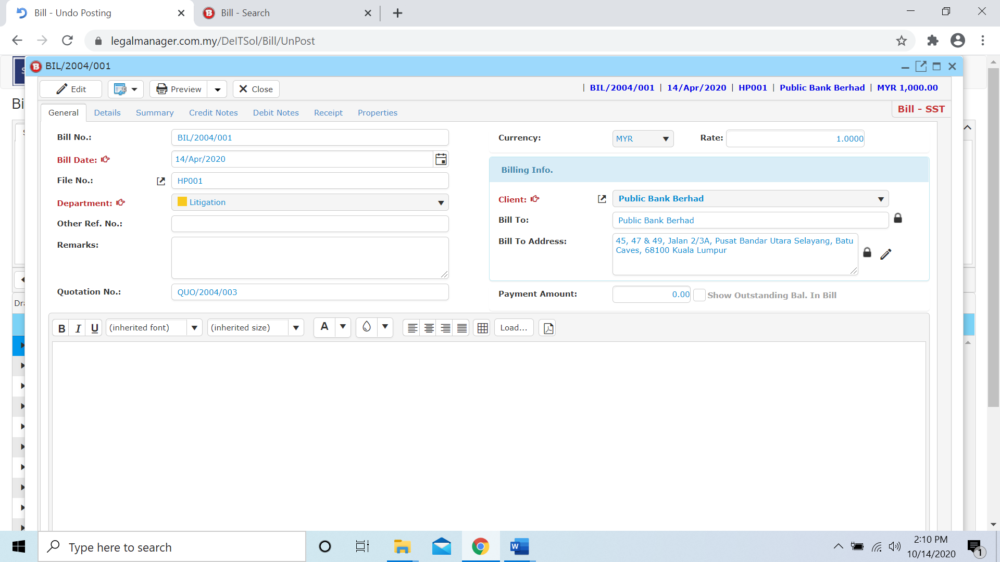 Bill - Undo Posting
Bill - Search
legalmanager.com.my/DeITSol/Bill/UnPost
BIL/2004/001
Edit
Preview
Close
| BIL/2004/001 | 14/Apr/2020 | HP001 | Public Bank Berhad | MYR 1,000.00
General Details Summary Credit Notes Debit Notes Receipt Properties
Bill - SST
Bi
Bill No.: BIL/2004/001
Currency: MYR Rate: 1.0000
Bill Date: 14/Apr/2020
Billing Info.
File No.: HP001
Department: Litigation
Client: Public Bank Berhad
Other Ref. No.:
Bill To: Public Bank Berhad
Remarks:
Bill To Address: 45, 47 & 49, Jalan 2/3A, Pusat Bandar Utara Selayang, Batu
Caves, 68100 Kuala Lumpur
Quotation No.: QUO/2004/003
Payment Amount: 0.00 Show Outstanding Bal. In Bill
Dra
B I U (inherited font) (inherited size) A Load...
Type here to search
2:10 PM
10/14/2020
1